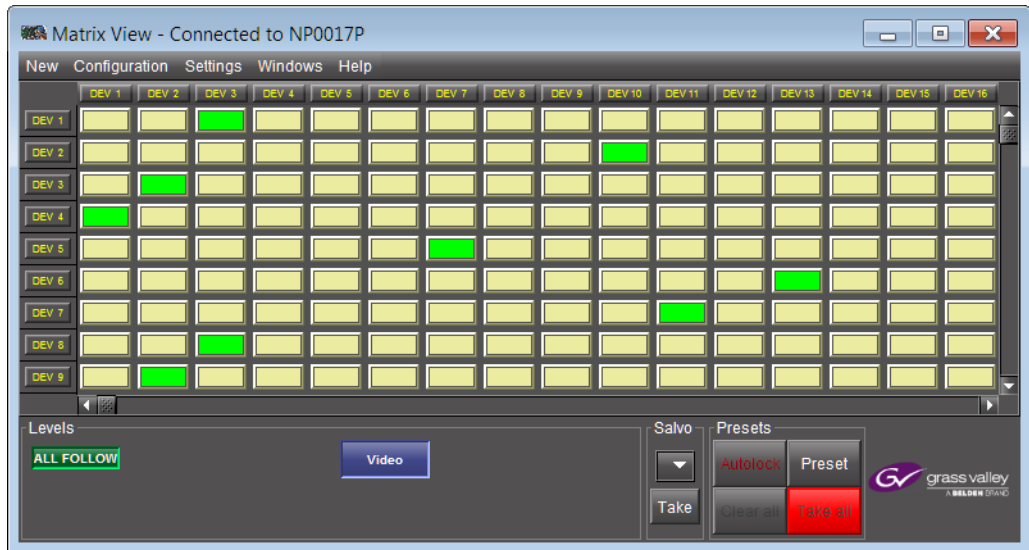 Matrix View - Connected to NP0017P
New Configuration Settings Windows Help
DEV 1 DEV 2 DEV 3 DEV 4 DEV 5 DEV 6 DEV 7 DEV 8 DEV 9 DEV 10 DEV 11 DEV 12 DEV 13 DEV 14 DEV 15 DEV 16
DEV 1
DEV 2
DEV 3
DEV 4
DEV 5
DEV 6
DEV 7
DEV 8
DEV 9
Levels Salvo Presets
ALL FOLLOW Video Autolock Preset
Take Clear all Take all
GV grass valley
A BELDEN BRAND